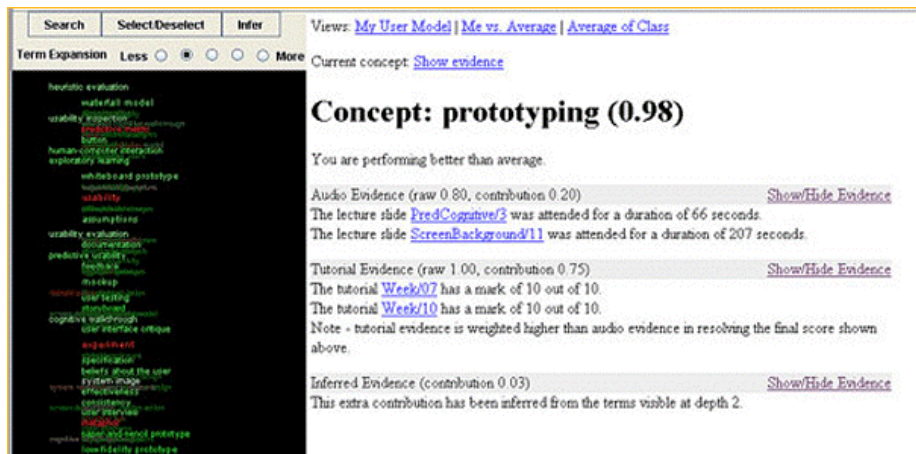 Search Select/Deselect Infer
Term Expansion Less More
heuristic evaluation
waterfall model
usability inspection
predictive metho
button
human-computer interaction
exploratory learning
whiteboard prototype
usability
assumptions
usability evaluation
documentation
predictive usability
feedback
mockup
user testing
storyboard
cognitive walkthrough
user interface critique
experiment
specification
beliefs about the user
system image
effectiveness
consistency
user interview
metaphor
paper and pencil prototype
low fidelity prototype
Views: My User Model | Me vs. Average | Average of Class
Current concept: Show evidence
Concept: prototyping (0.98)
You are performing better than average.
Audio Evidence (raw 0.80, contribution 0.20) Show/Hide Evidence
The lecture slide PredCognitive/3 was attended for a duration of 66 seconds.
The lecture slide ScreenBackground/11 was attended for a duration of 207 seconds.
Tutorial Evidence (raw 1.00, contribution 0.75) Show/Hide Evidence
The tutorial Week/07 has a mark of 10 out of 10.
The tutorial Week/10 has a mark of 10 out of 10.
Note - tutorial evidence is weighted higher than audio evidence in resolving the final score shown
above.
Inferred Evidence (contribution 0.03) Show/Hide Evidence
This extra contribution has been inferred from the terms visible at depth 2.